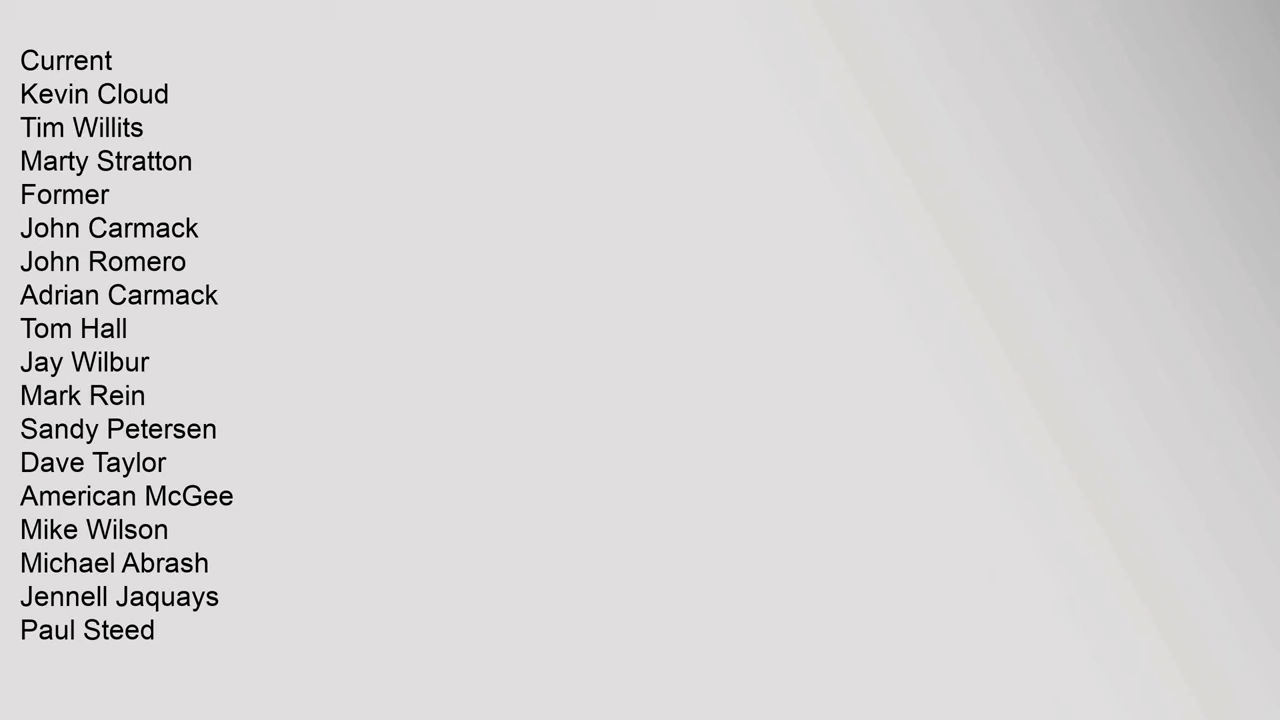 Current
Kevin Cloud
Tim Willits
Marty Stratton
Former
John Carmack
John Romero
Adrian Carmack
Tom Hall
Jay Wilbur
Mark Rein
Sandy Petersen
Dave Taylor
American McGee
Mike Wilson
Michael Abrash
Jennell Jaquays
Paul Steed